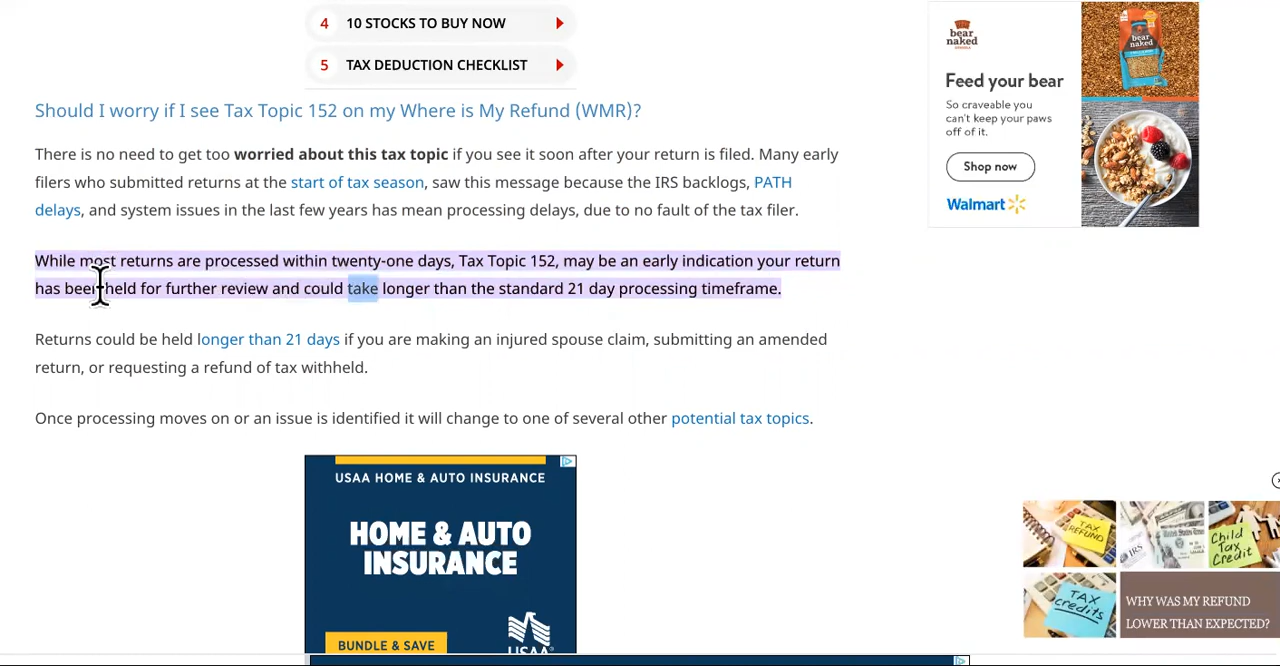 4 10 STOCKS TO BUY NOW
5 TAX DEDUCTION CHECKLIST
Should I worry if I see Tax Topic 152 on my Where is My Refund (WMR)?
There is no need to get too worried about this tax topic if you see it soon after your return is filed. Many early
filers who submitted returns at the start of tax season, saw this message because the IRS backlogs, PATH
delays, and system issues in the last few years has mean processing delays, due to no fault of the tax filer.
While most returns are processed within twenty-one days, Tax Topic 152, may be an early indication your return
has been held for further review and could take longer than the standard 21 day processing timeframe.
Returns could be held longer than 21 days if you are making an injured spouse claim, submitting an amended
return, or requesting a refund of tax withheld.
Once processing moves on or an issue is identified it will change to one of several other potential tax topics.
USAA HOME & AUTO INSURANCE
HOME & AUTO
INSURANCE
BUNDLE & SAVE
USAA®
bear
naked
Feed your bear
So craveable you
can't keep your paws
off of it.
Shop now
Walmart
bear
naked
TAX
REFUND
IRS
Child
Tax
Credit
TAX
credits
WHY WAS MY REFUND
LOWER THAN EXPECTED?